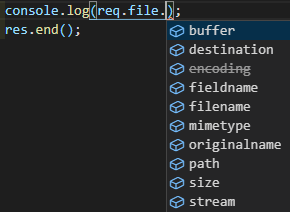 console.log(req.file.);
res.end();
buffer
destination
encoding
fieldname
filename
mimetype
originalname
path
size
stream